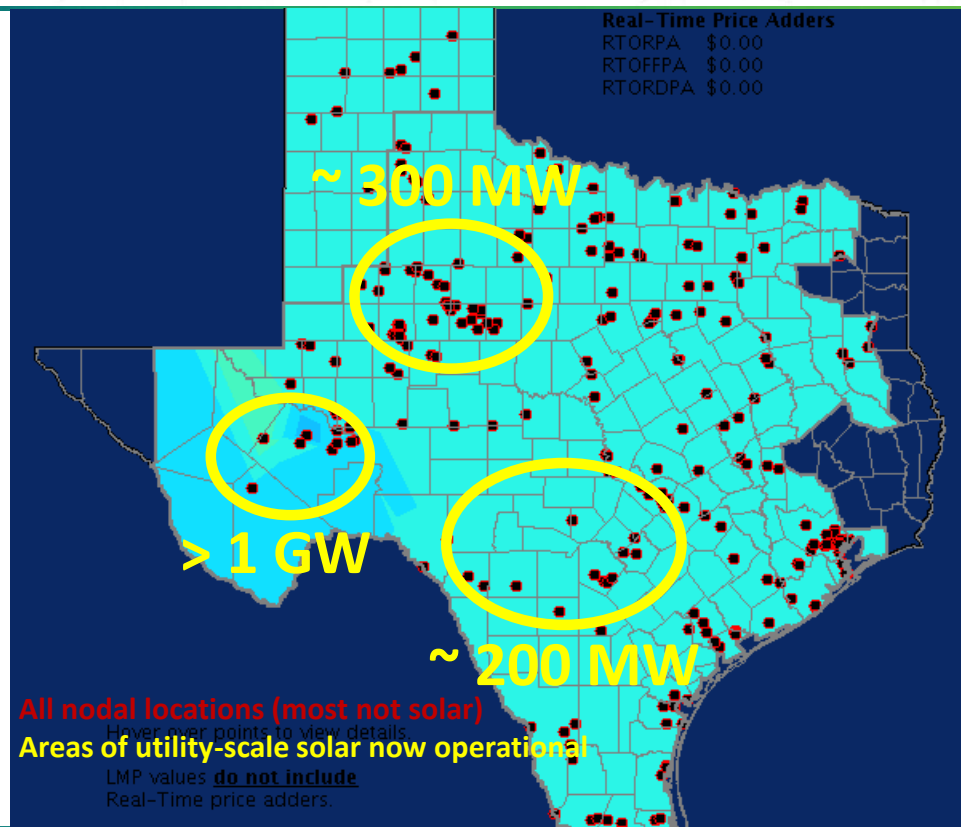 Real-Time Price Adders
RTORPA $0.00
RTOFFPA $0.00
RTORDPA $0.00
~ 300 MW
> 1 GW
~ 200 MW
All nodal locations (most not solar)
Hover over points to view details.
Areas of utility-scale solar now operational
LMP values do not include
Real-Time price adders.